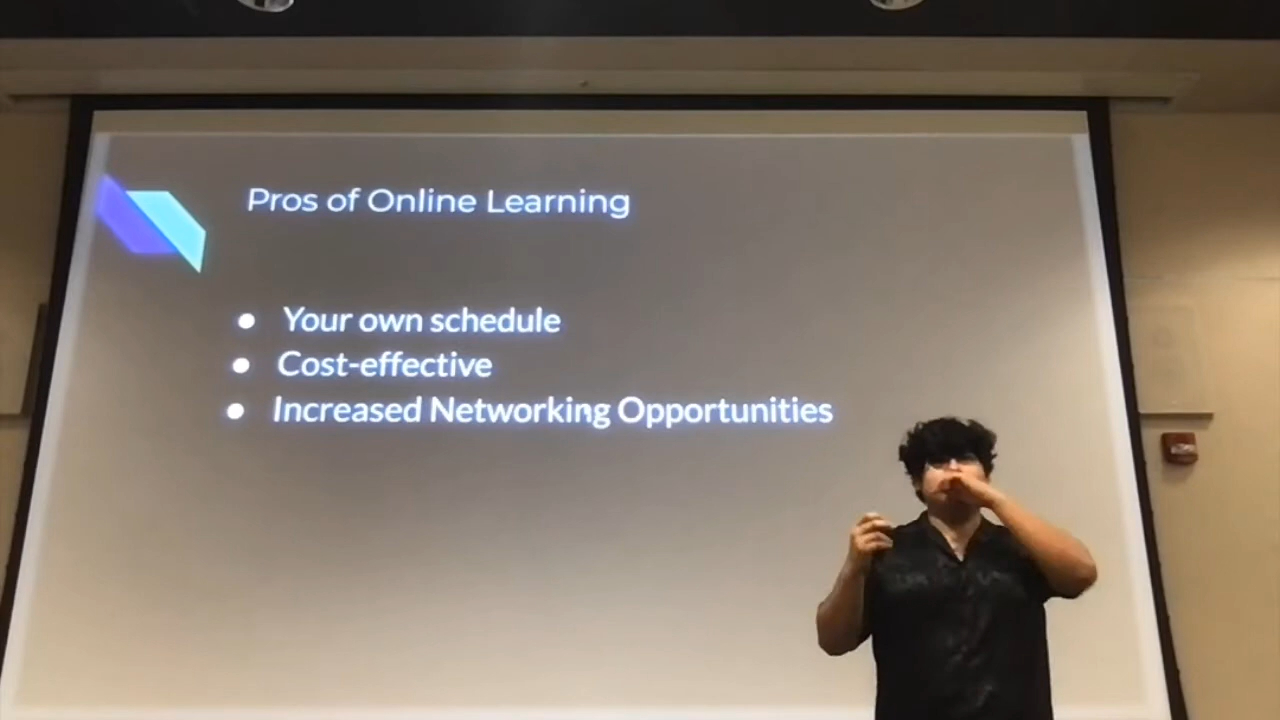 Pros of Online Learning
● Your own schedule
● Cost-effective
● Increased Networking Opportunities